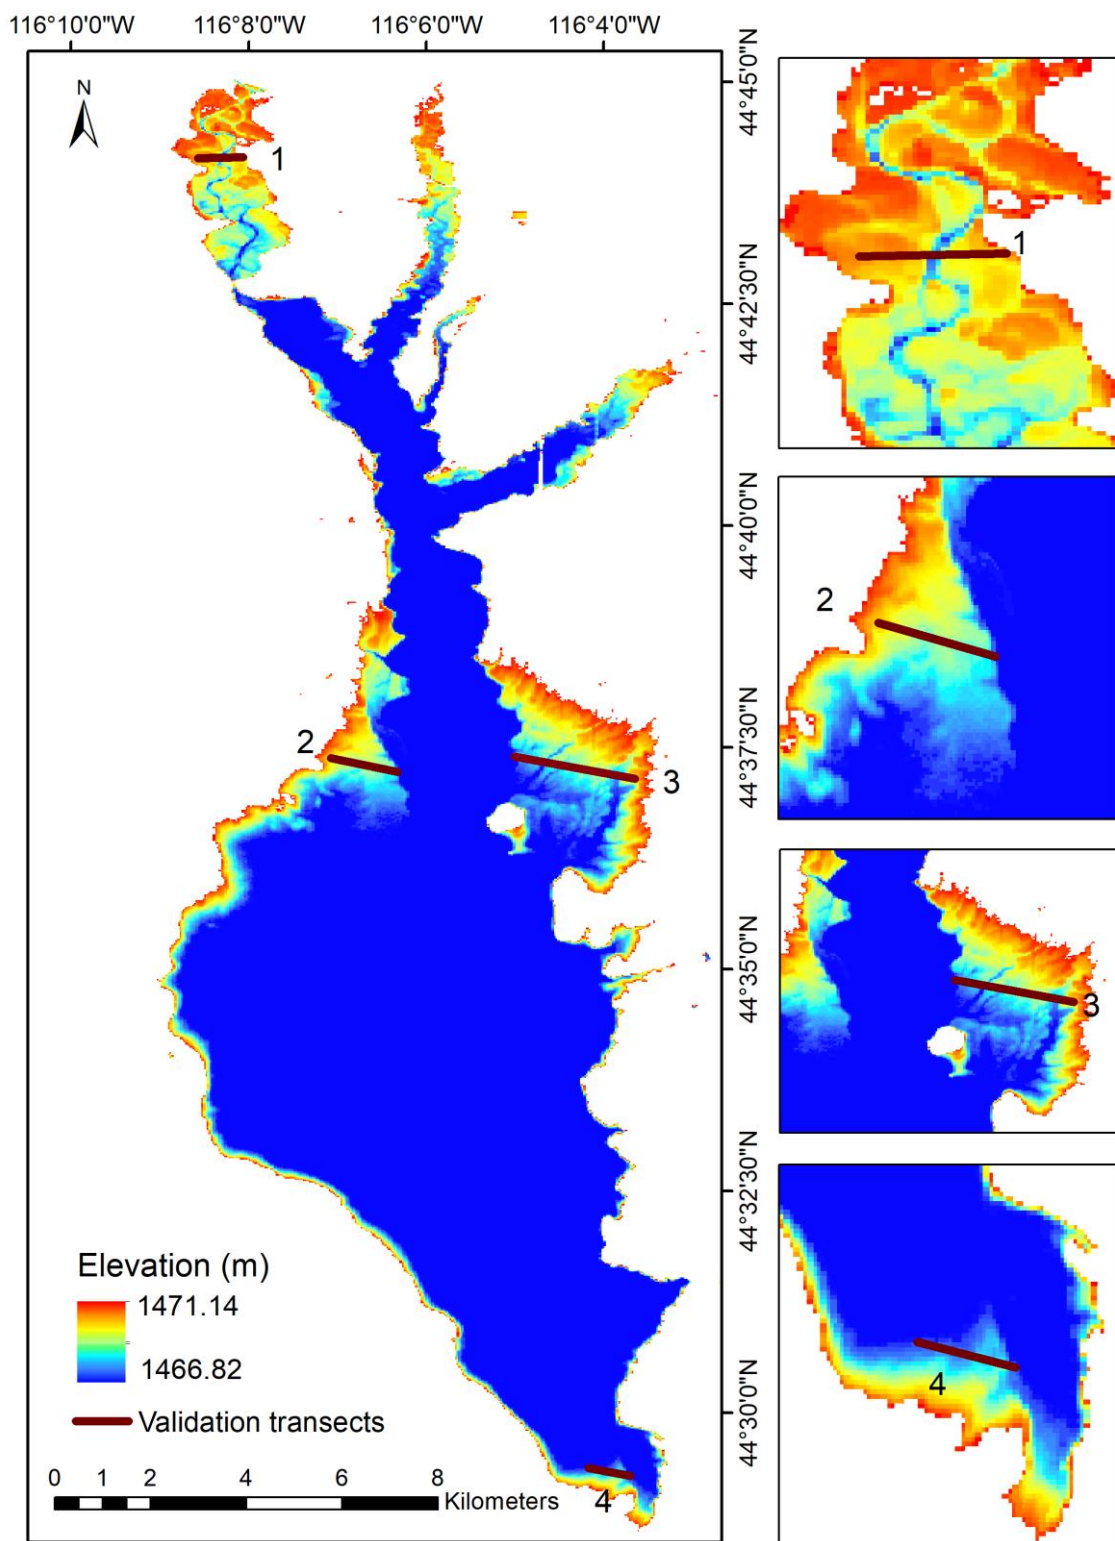 116°10'0"W 116°8'0"W 116°6'0"W 116°4'0"W
N
44°45'0"N
1
1
44°42'30"N
44°40'0"N
2
2
44°37'30"N
3
3
44°35'0"N
44°32'30"N
Elevation (m)
1471.14
1466.82
4
44°30'0"N
Validation transects
0 1 2 4 6 8
Kilometers
4